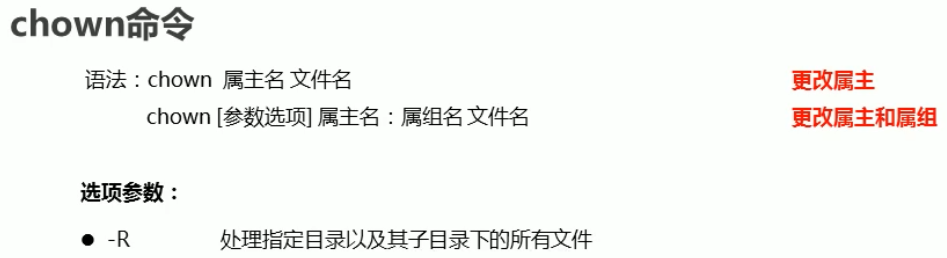 chown命令
语法：chown 属主名 文件名 更改属主
chown [参数选项] 属主名：属组名 文件名 更改属主和属组
选项参数：
● -R 处理指定目录以及其子目录下的所有文件